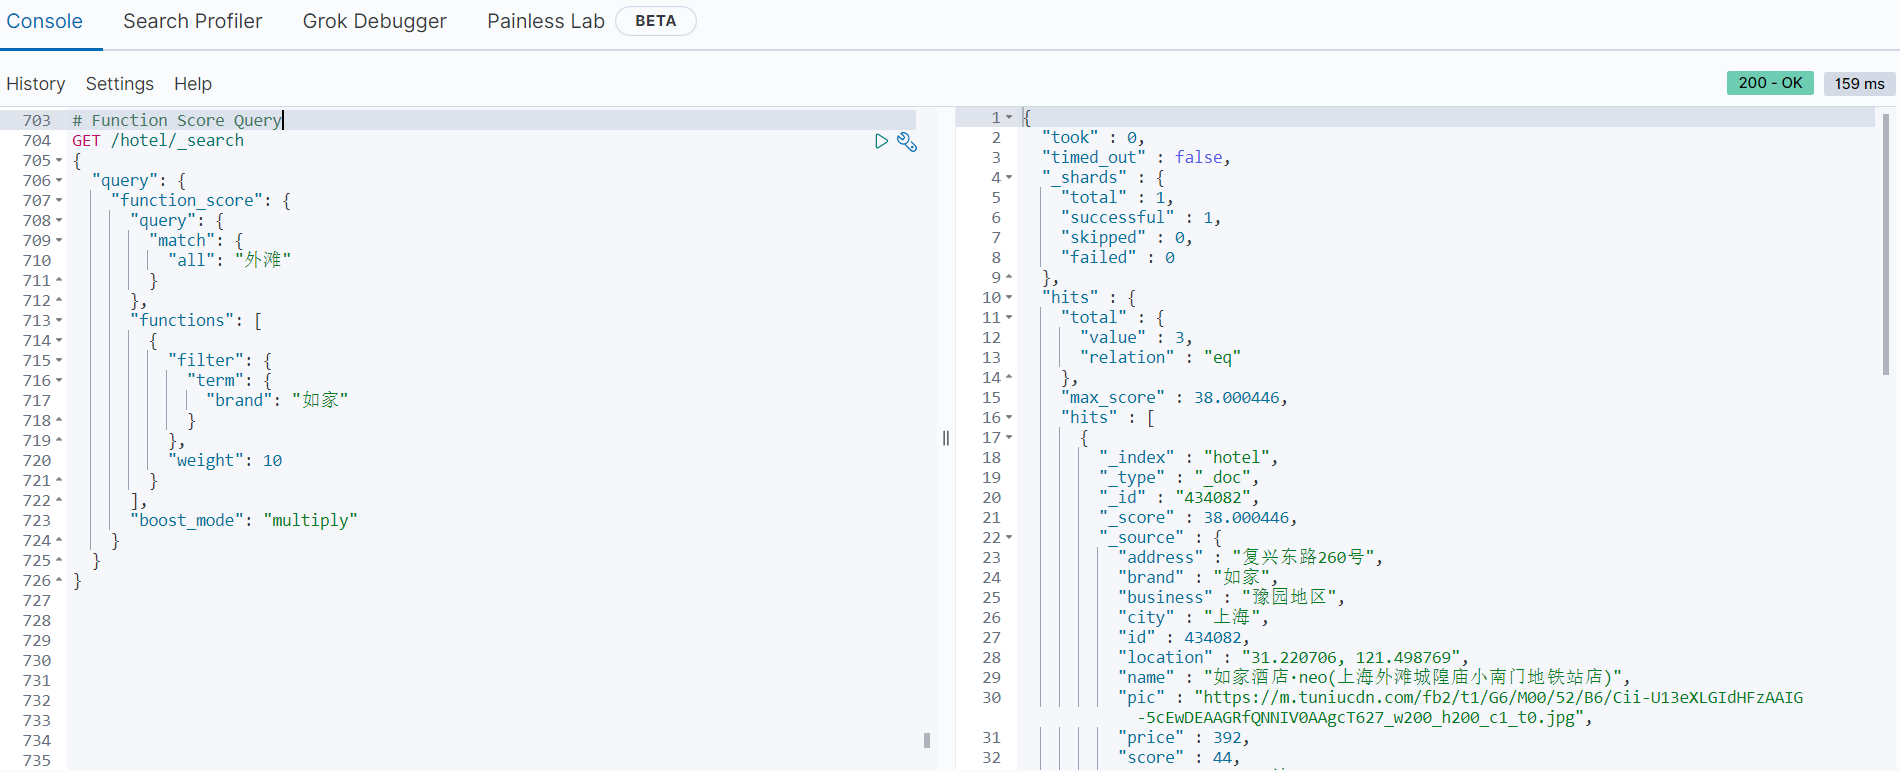 Console Search Profiler Grok Debugger Painless Lab BETA
History Settings Help 200 - OK 159 ms
703 # Function Score Query
704 GET /hotel/_search
705 {
706 "query": {
707 "function_score": {
708 "query": {
709 "match": {
710 "all": "外滩"
711 }
712 },
713 "functions": [
714 {
715 "filter": {
716 "term": {
717 "brand": "如家"
718 }
719 },
720 "weight": 10
721 }
722 ],
723 "boost_mode": "multiply"
724 }
725 }
726 }
727
728
729
730
731
732
733
734
735
1 {
2 "took" : 0,
3 "timed_out" : false,
4 "_shards" : {
5 "total" : 1,
6 "successful" : 1,
7 "skipped" : 0,
8 "failed" : 0
9 },
10 "hits" : {
11 "total" : {
12 "value" : 3,
13 "relation" : "eq"
14 },
15 "max_score" : 38.000446,
16 "hits" : [
17 {
18 "_index" : "hotel",
19 "_type" : "_doc",
20 "_id" : "434082",
21 "_score" : 38.000446,
22 "_source" : {
23 "address" : "复兴东路260号",
24 "brand" : "如家",
25 "business" : "豫园地区",
26 "city" : "上海",
27 "id" : 434082,
28 "location" : "31.220706, 121.498769",
29 "name" : "如家酒店·neo(上海外滩城隍庙小南门地铁站店)",
30 "pic" : "https://m.tuniucdn.com/fb2/t1/G6/M00/52/B6/Cii-U13eXLGIdHFzAAIG
-5cEwDEAAGRfQNNIV0AAgcT627_w200_h200_c1_t0.jpg",
31 "price" : 392,
32 "score" : 44,